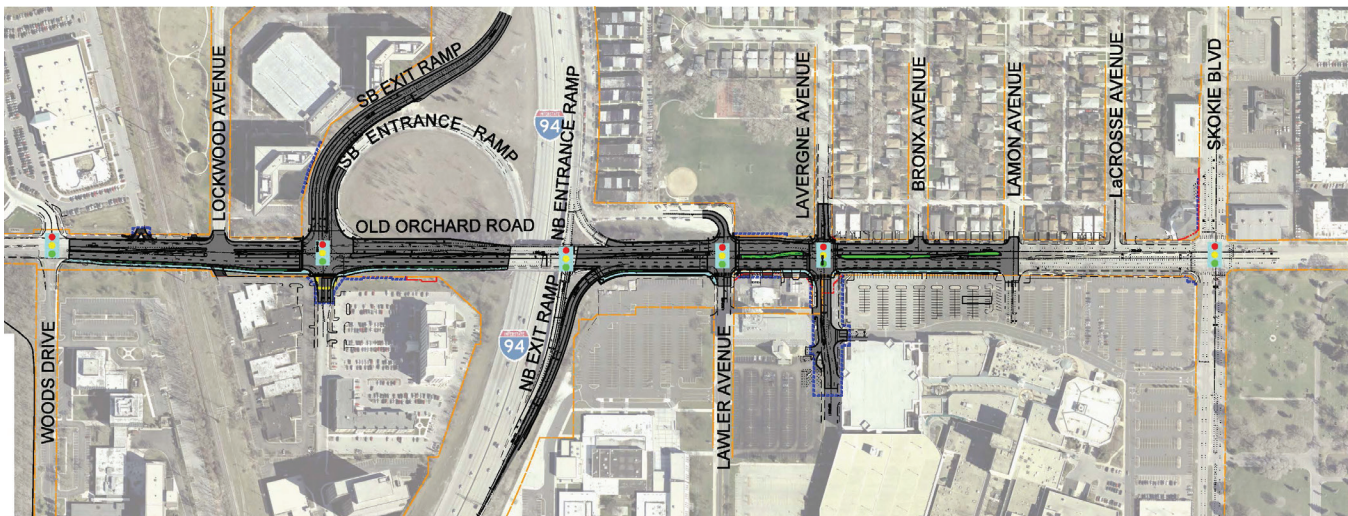 LOCKWOOD AVENUE
SB EXIT RAMP
SB ENTRANCE RAMP
94
NB ENTRANCE RAMP
LAVERGNE AVENUE
BRONX AVENUE
LAMON AVENUE
LaCROSSE AVENUE
SKOKIE BLVD
OLD ORCHARD ROAD
WOODS DRIVE
94
NB EXIT RAMP
LAWLER AVENUE